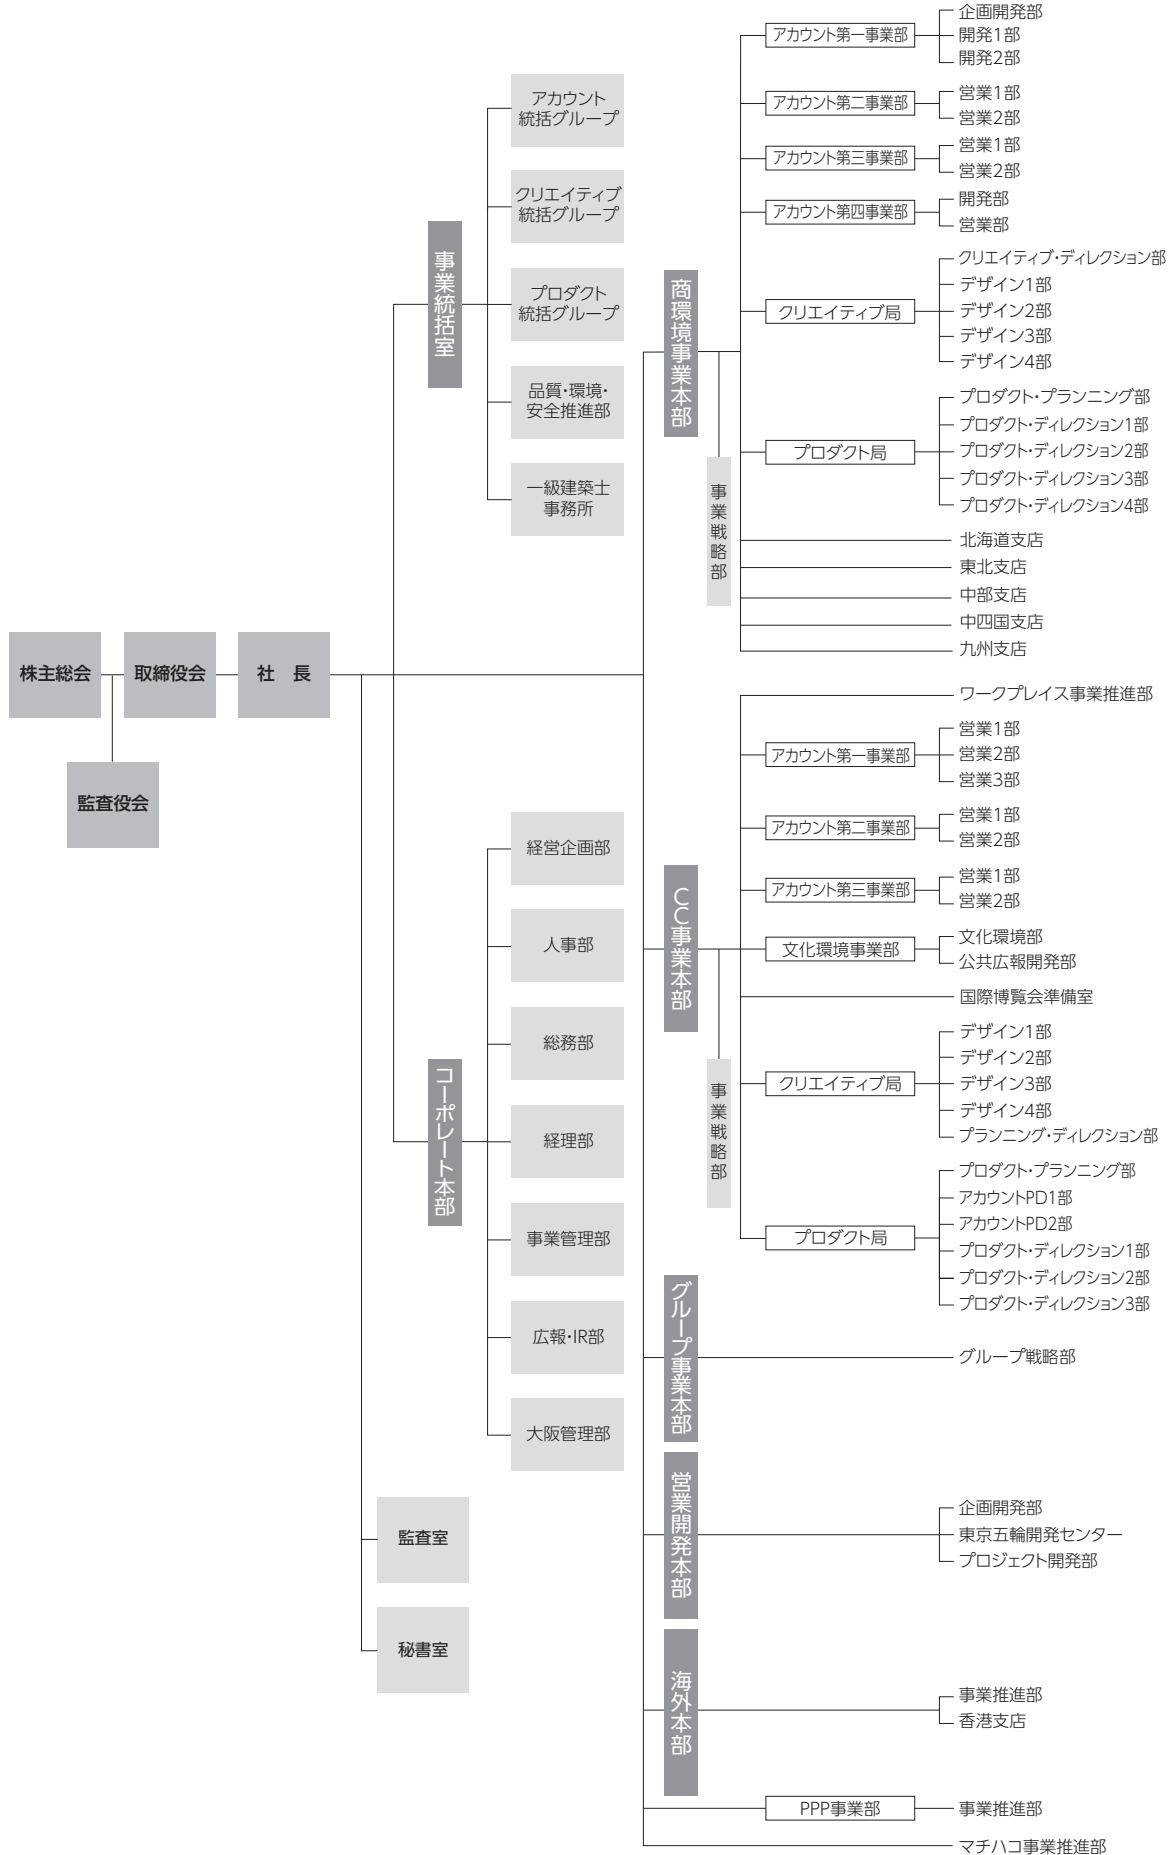 株主総会
取締役会
社　長
監査役会
事業統括室
アカウント
統括グループ
クリエイティブ
統括グループ
プロダクト
統括グループ
品質・環境・
安全推進部
一級建築士
事務所
コーポレート本部
経営企画部
人事部
総務部
経理部
事業管理部
広報・IR部
大阪管理部
監査室
秘書室
商環境事業本部
事業戦略部
アカウント第一事業部
企画開発部
開発1部
開発2部
アカウント第二事業部
営業1部
営業2部
アカウント第三事業部
営業1部
営業2部
アカウント第四事業部
開発部
営業部
クリエイティブ局
クリエイティブ・ディレクション部
デザイン1部
デザイン2部
デザイン3部
デザイン4部
プロダクト局
プロダクト・プランニング部
プロダクト・ディレクション1部
プロダクト・ディレクション2部
プロダクト・ディレクション3部
プロダクト・ディレクション4部
北海道支店
東北支店
中部支店
中四国支店
九州支店
CC事業本部
事業戦略部
ワークプレイス事業推進部
アカウント第一事業部
営業1部
営業2部
営業3部
アカウント第二事業部
営業1部
営業2部
アカウント第三事業部
営業1部
営業2部
文化環境事業部
文化環境部
公共広報開発部
国際博覧会準備室
クリエイティブ局
デザイン1部
デザイン2部
デザイン3部
デザイン4部
プランニング・ディレクション部
プロダクト局
プロダクト・プランニング部
アカウントPD1部
アカウントPD2部
プロダクト・ディレクション1部
プロダクト・ディレクション2部
プロダクト・ディレクション3部
グループ事業本部
グループ戦略部
営業開発本部
企画開発部
東京五輪開発センター
プロジェクト開発部
海外本部
事業推進部
香港支店
PPP事業部
事業推進部
マチハコ事業推進部